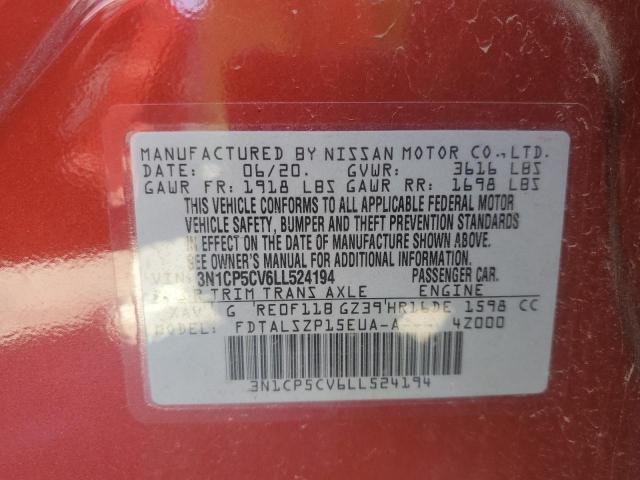 MANUFACTURED BY NISSAN MOTOR CO.,LTD.
DATE: 06/20. GVWR: 3616 LBS
GAWR FR: 1918 LBS GAWR RR: 1698 LBS
THIS VEHICLE CONFORMS TO ALL APPLICABLE FEDERAL MOTOR
VEHICLE SAFETY, BUMPER AND THEFT PREVENTION STANDARDS
IN EFFECT ON THE DATE OF MANUFACTURE SHOWN ABOVE.
SEE OWNER'S MANUAL FOR ADDITIONAL INFORMATION.
VIN: 3N1CP5CV6LL524194 PASSENGER CAR.
TRIM TRANS AXLE ENGINE
G RE0F11B GZ39 HR16DE 1598 CC
MODEL: 4Z000
3N1CP5CV6LL524194